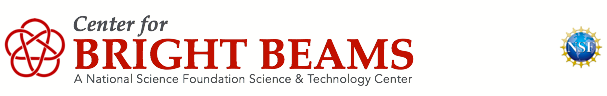 Center for
BRIGHT BEAMS
A National Science Foundation Science & Technology Center
NSF